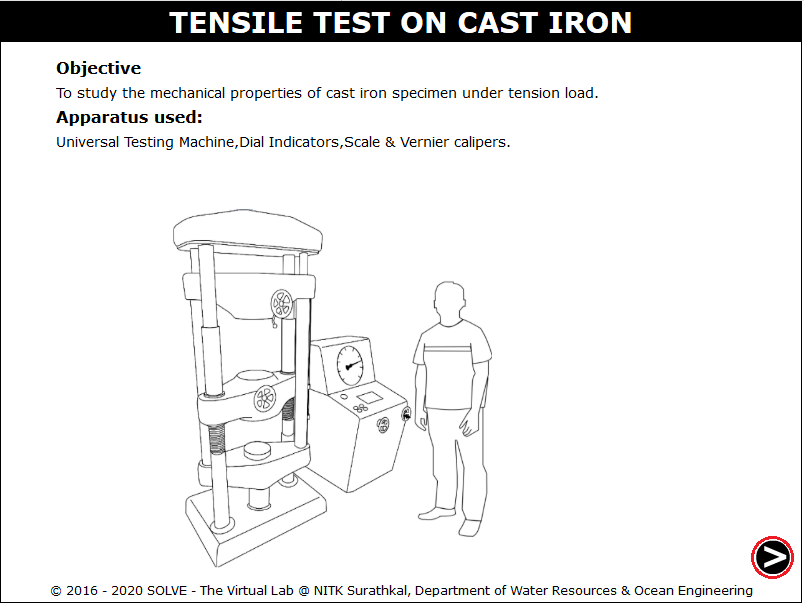 TENSILE TEST ON CAST IRON
Objective
To study the mechanical properties of cast iron specimen under tension load.
Apparatus used:
Universal Testing Machine,Dial Indicators,Scale & Vernier calipers.
© 2016 - 2020 SOLVE - The Virtual Lab @ NITK Surathkal, Department of Water Resources & Ocean Engineering